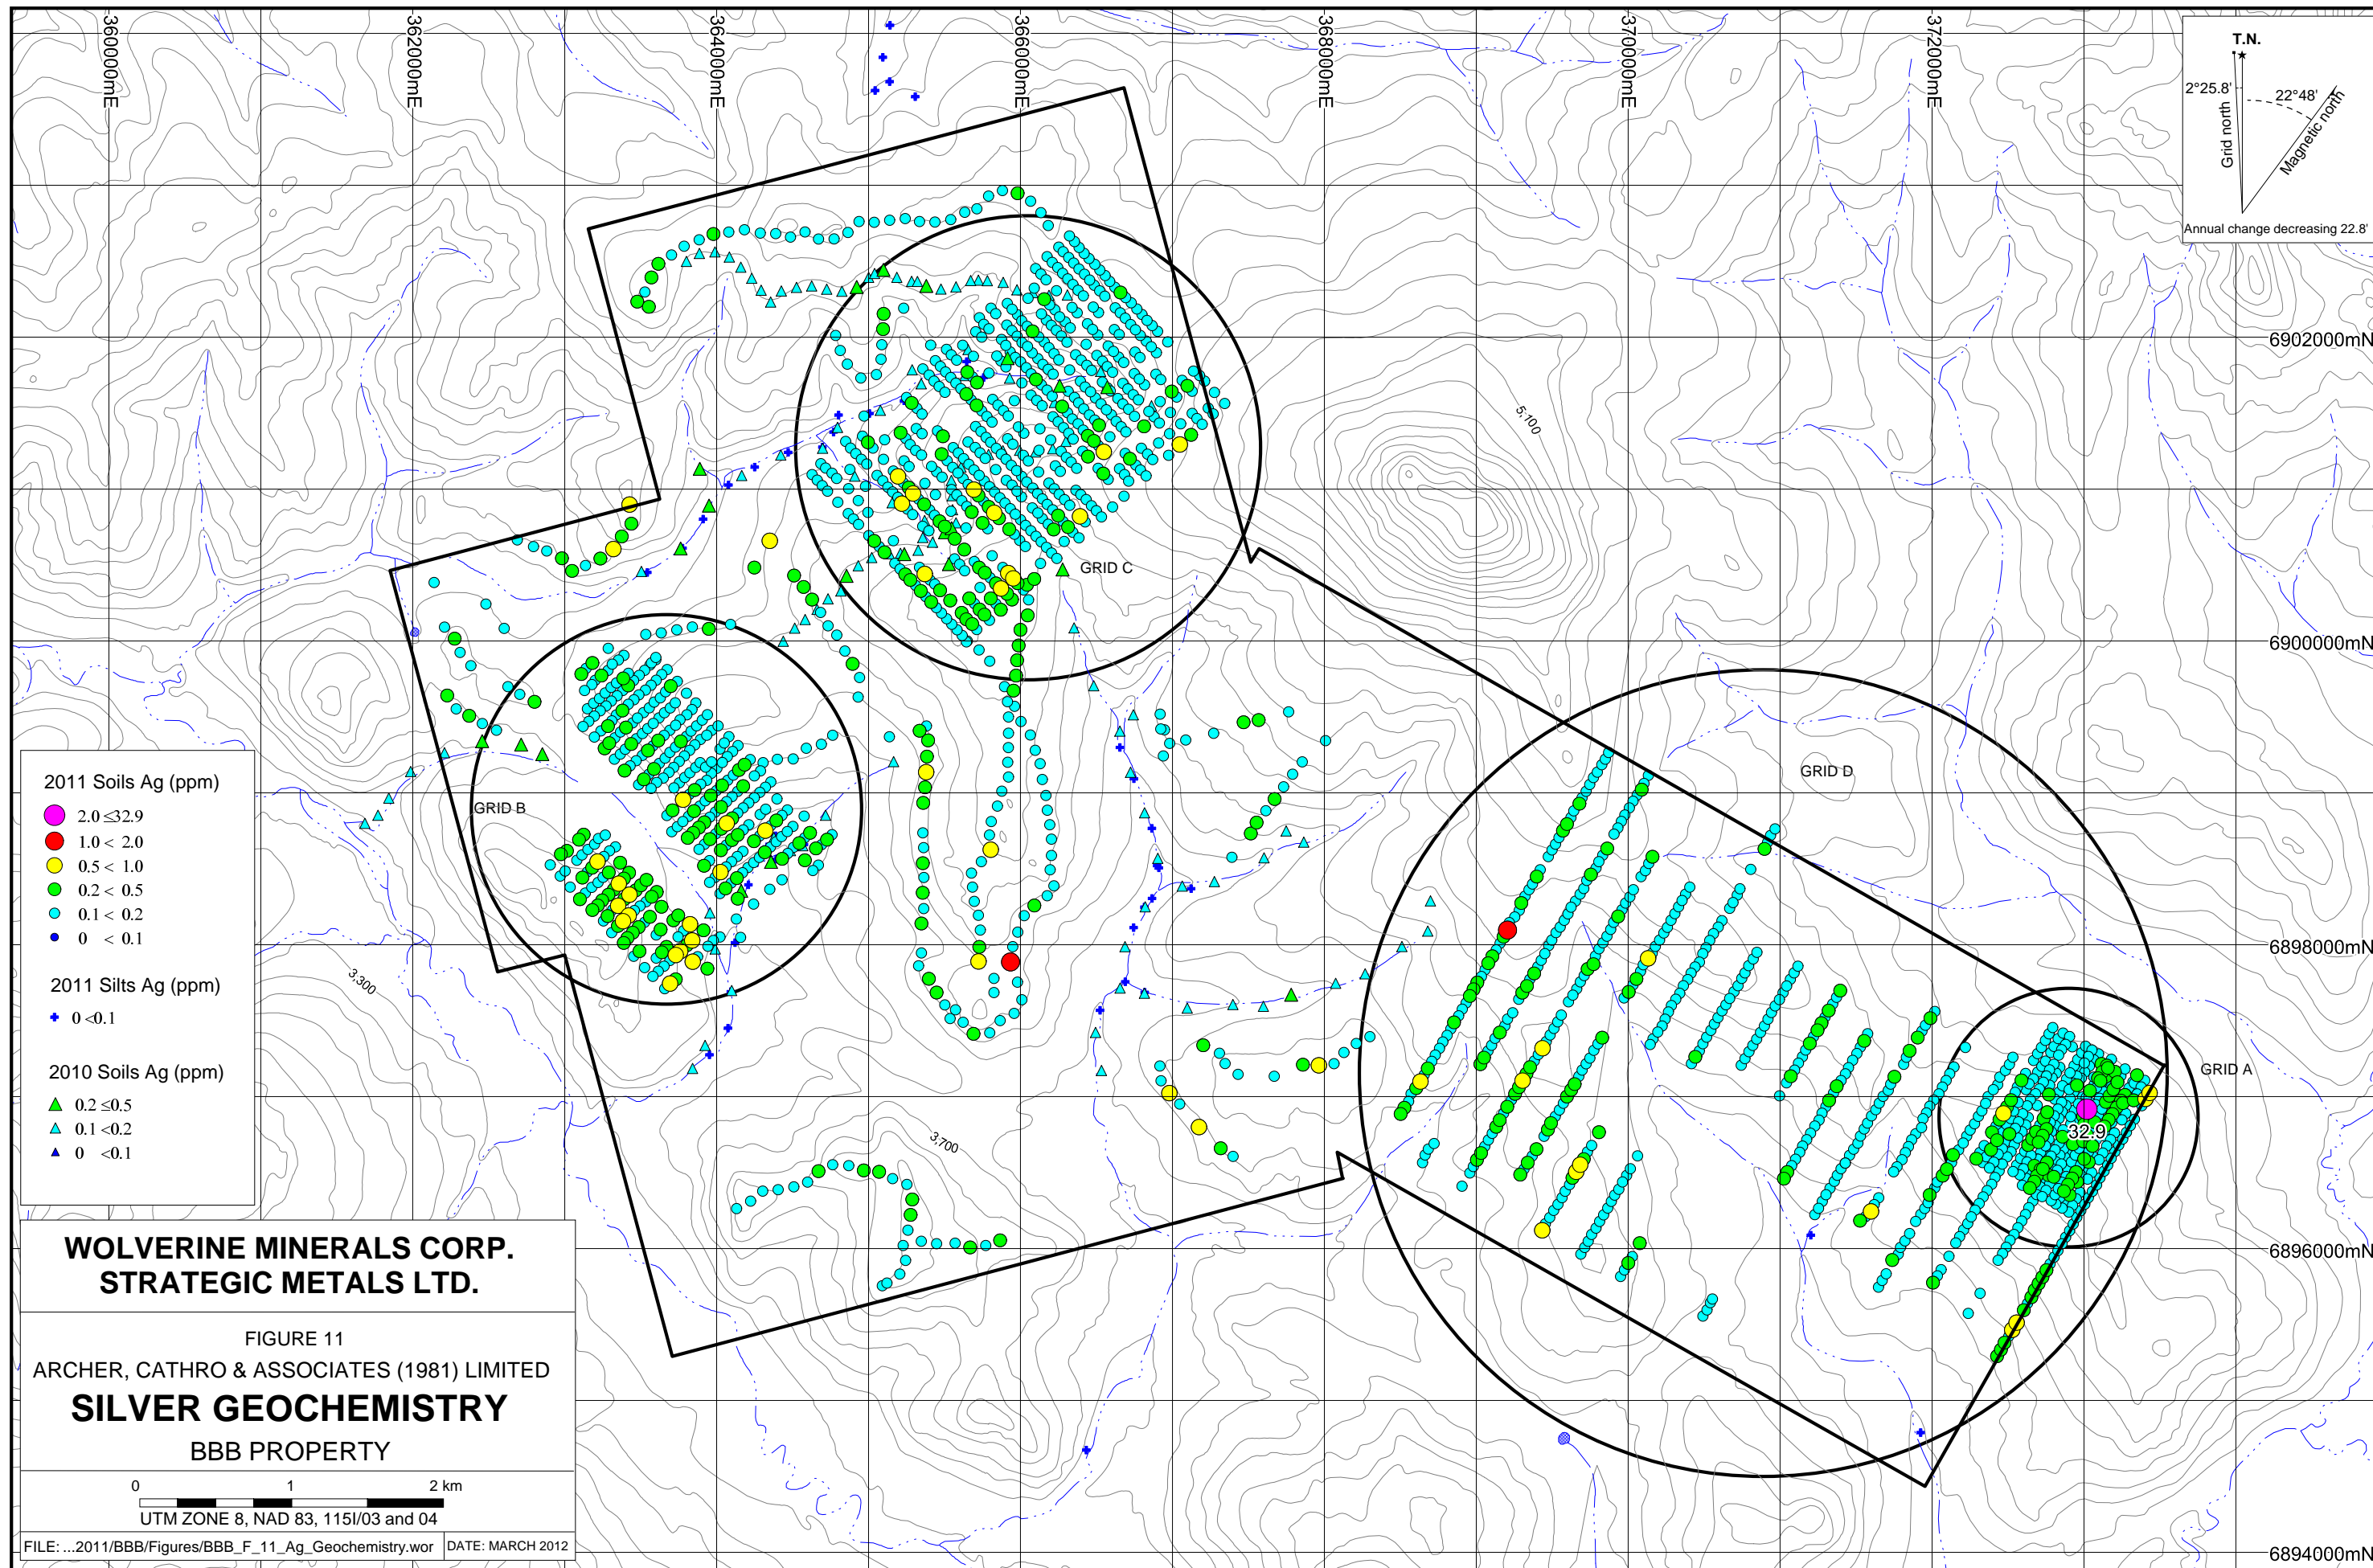 360000mE
362000mE
364000mE
366000mE
368000mE
370000mE
372000mE
T.N.
2°25.8'
22°48'
Grid north
Magnetic north
Annual change decreasing 22.8'
6902000mN
5,100
GRID C
6900000mN
GRID D
GRID B
2011 Soils Ag (ppm)
2.0 ≤32.9
1.0 < 2.0
0.5 < 1.0
0.2 < 0.5
0.1 < 0.2
0 < 0.1
2011 Silts Ag (ppm)
0 <0.1
2010 Soils Ag (ppm)
0.2 ≤0.5
0.1 <0.2
0 <0.1
6898000mN
3,300
GRID A
32.9
3,700
6896000mN
WOLVERINE MINERALS CORP.
STRATEGIC METALS LTD.
FIGURE 11
ARCHER, CATHRO & ASSOCIATES (1981) LIMITED
SILVER GEOCHEMISTRY
BBB PROPERTY
0 1 2 km
UTM ZONE 8, NAD 83, 115I/03 and 04
FILE: ...2011/BBB/Figures/BBB_F_11_Ag_Geochemistry.wor
DATE: MARCH 2012
6894000mN